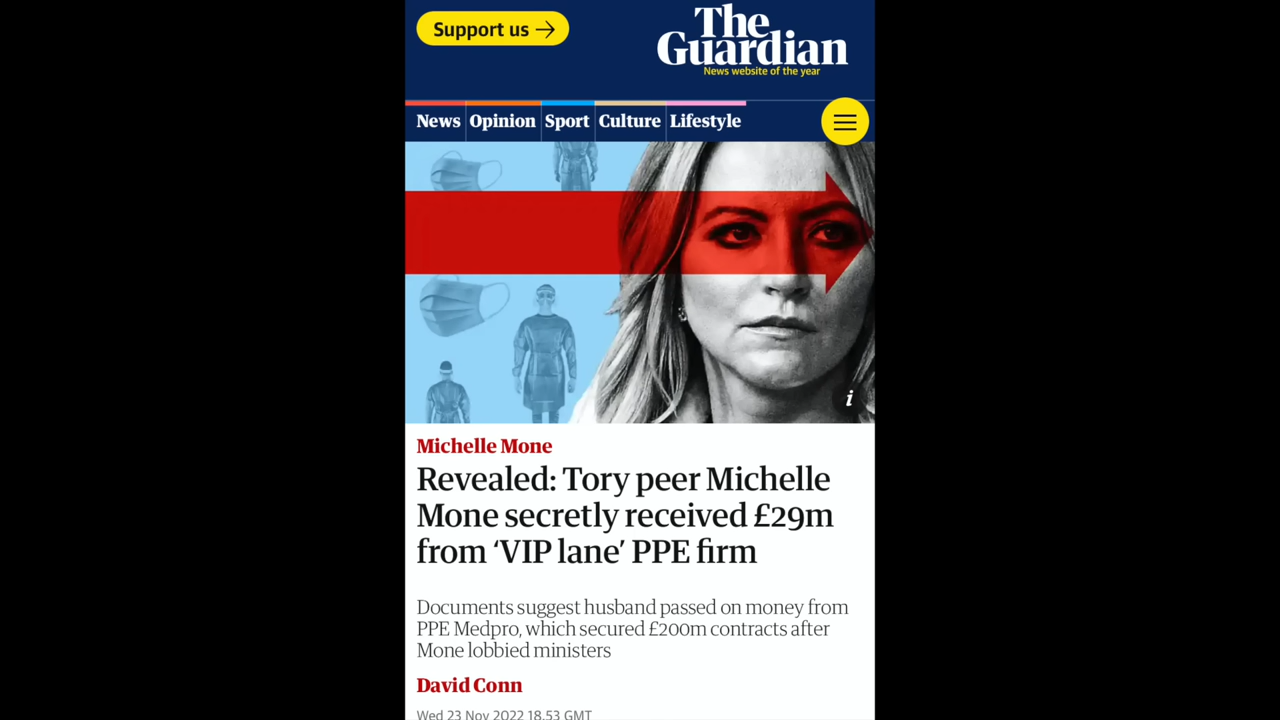 Support us →
The
Guardian
News website of the year
News Opinion Sport Culture Lifestyle
i
Michelle Mone
Revealed: Tory peer Michelle
Mone secretly received £29m
from ‘VIP lane’ PPE firm
Documents suggest husband passed on money from
PPE Medpro, which secured £200m contracts after
Mone lobbied ministers
David Conn
Wed 23 Nov 2022 18.53 GMT